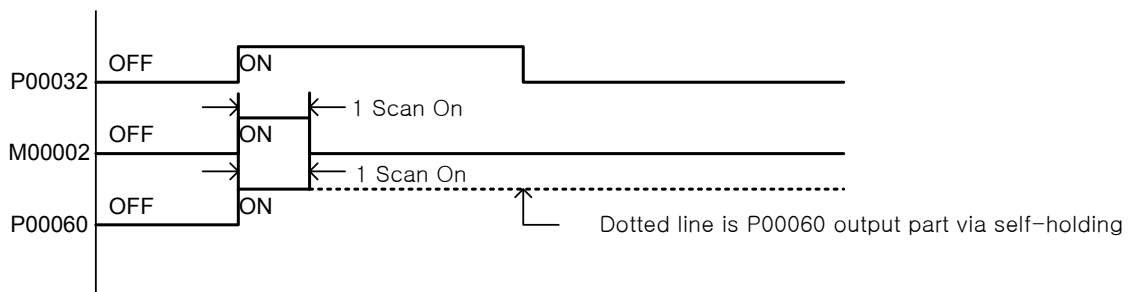 OFF
ON
P00032
1 Scan On
OFF
ON
M00002
1 Scan On
OFF
ON
P00060
Dotted line is P00060 output part via self-holding